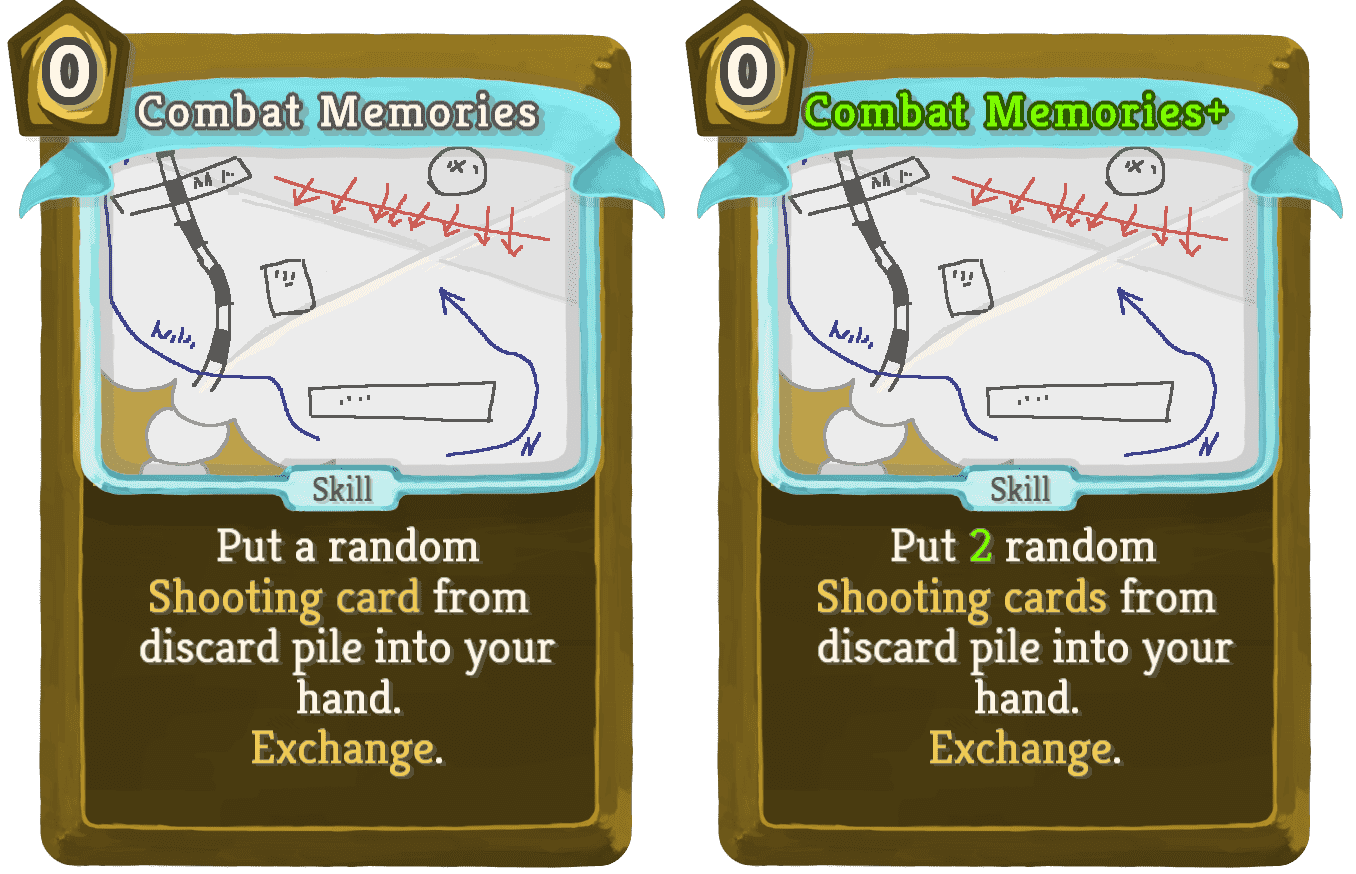 0
Combat Memories
Skill
Put a random
Shooting card from
discard pile into your
hand.
Exchange.
0
Combat Memories+
Skill
Put 2 random
Shooting cards from
discard pile into your
hand.
Exchange.